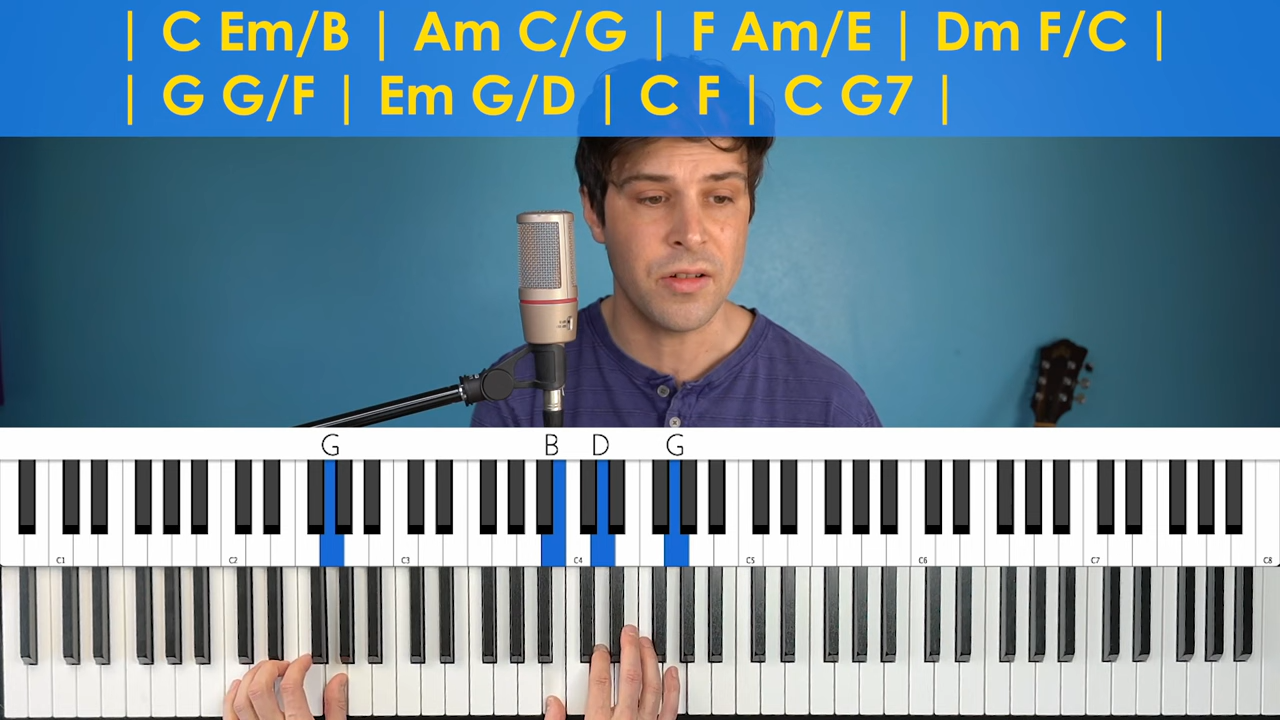 | C Em/B | Am C/G | F Am/E | Dm F/C |
| G G/F | Em G/D | C F | C G7 |
G B D G
C1 C2 C3 C4 C5 C6 C7 C8